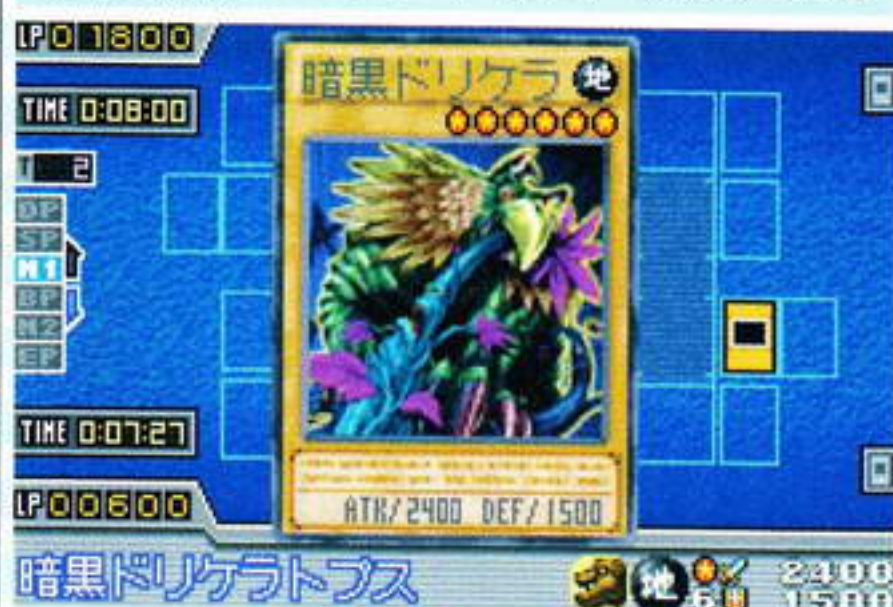 LP01800
TIME 0:08:00
T 2
DP
SP
M1
BP
M2
EP
TIME 0:07:27
LP00600
暗黒ドリケラ 地
ATK/2400 DEF/1500
暗黒ドリケラトプス
地
6
2400
1500